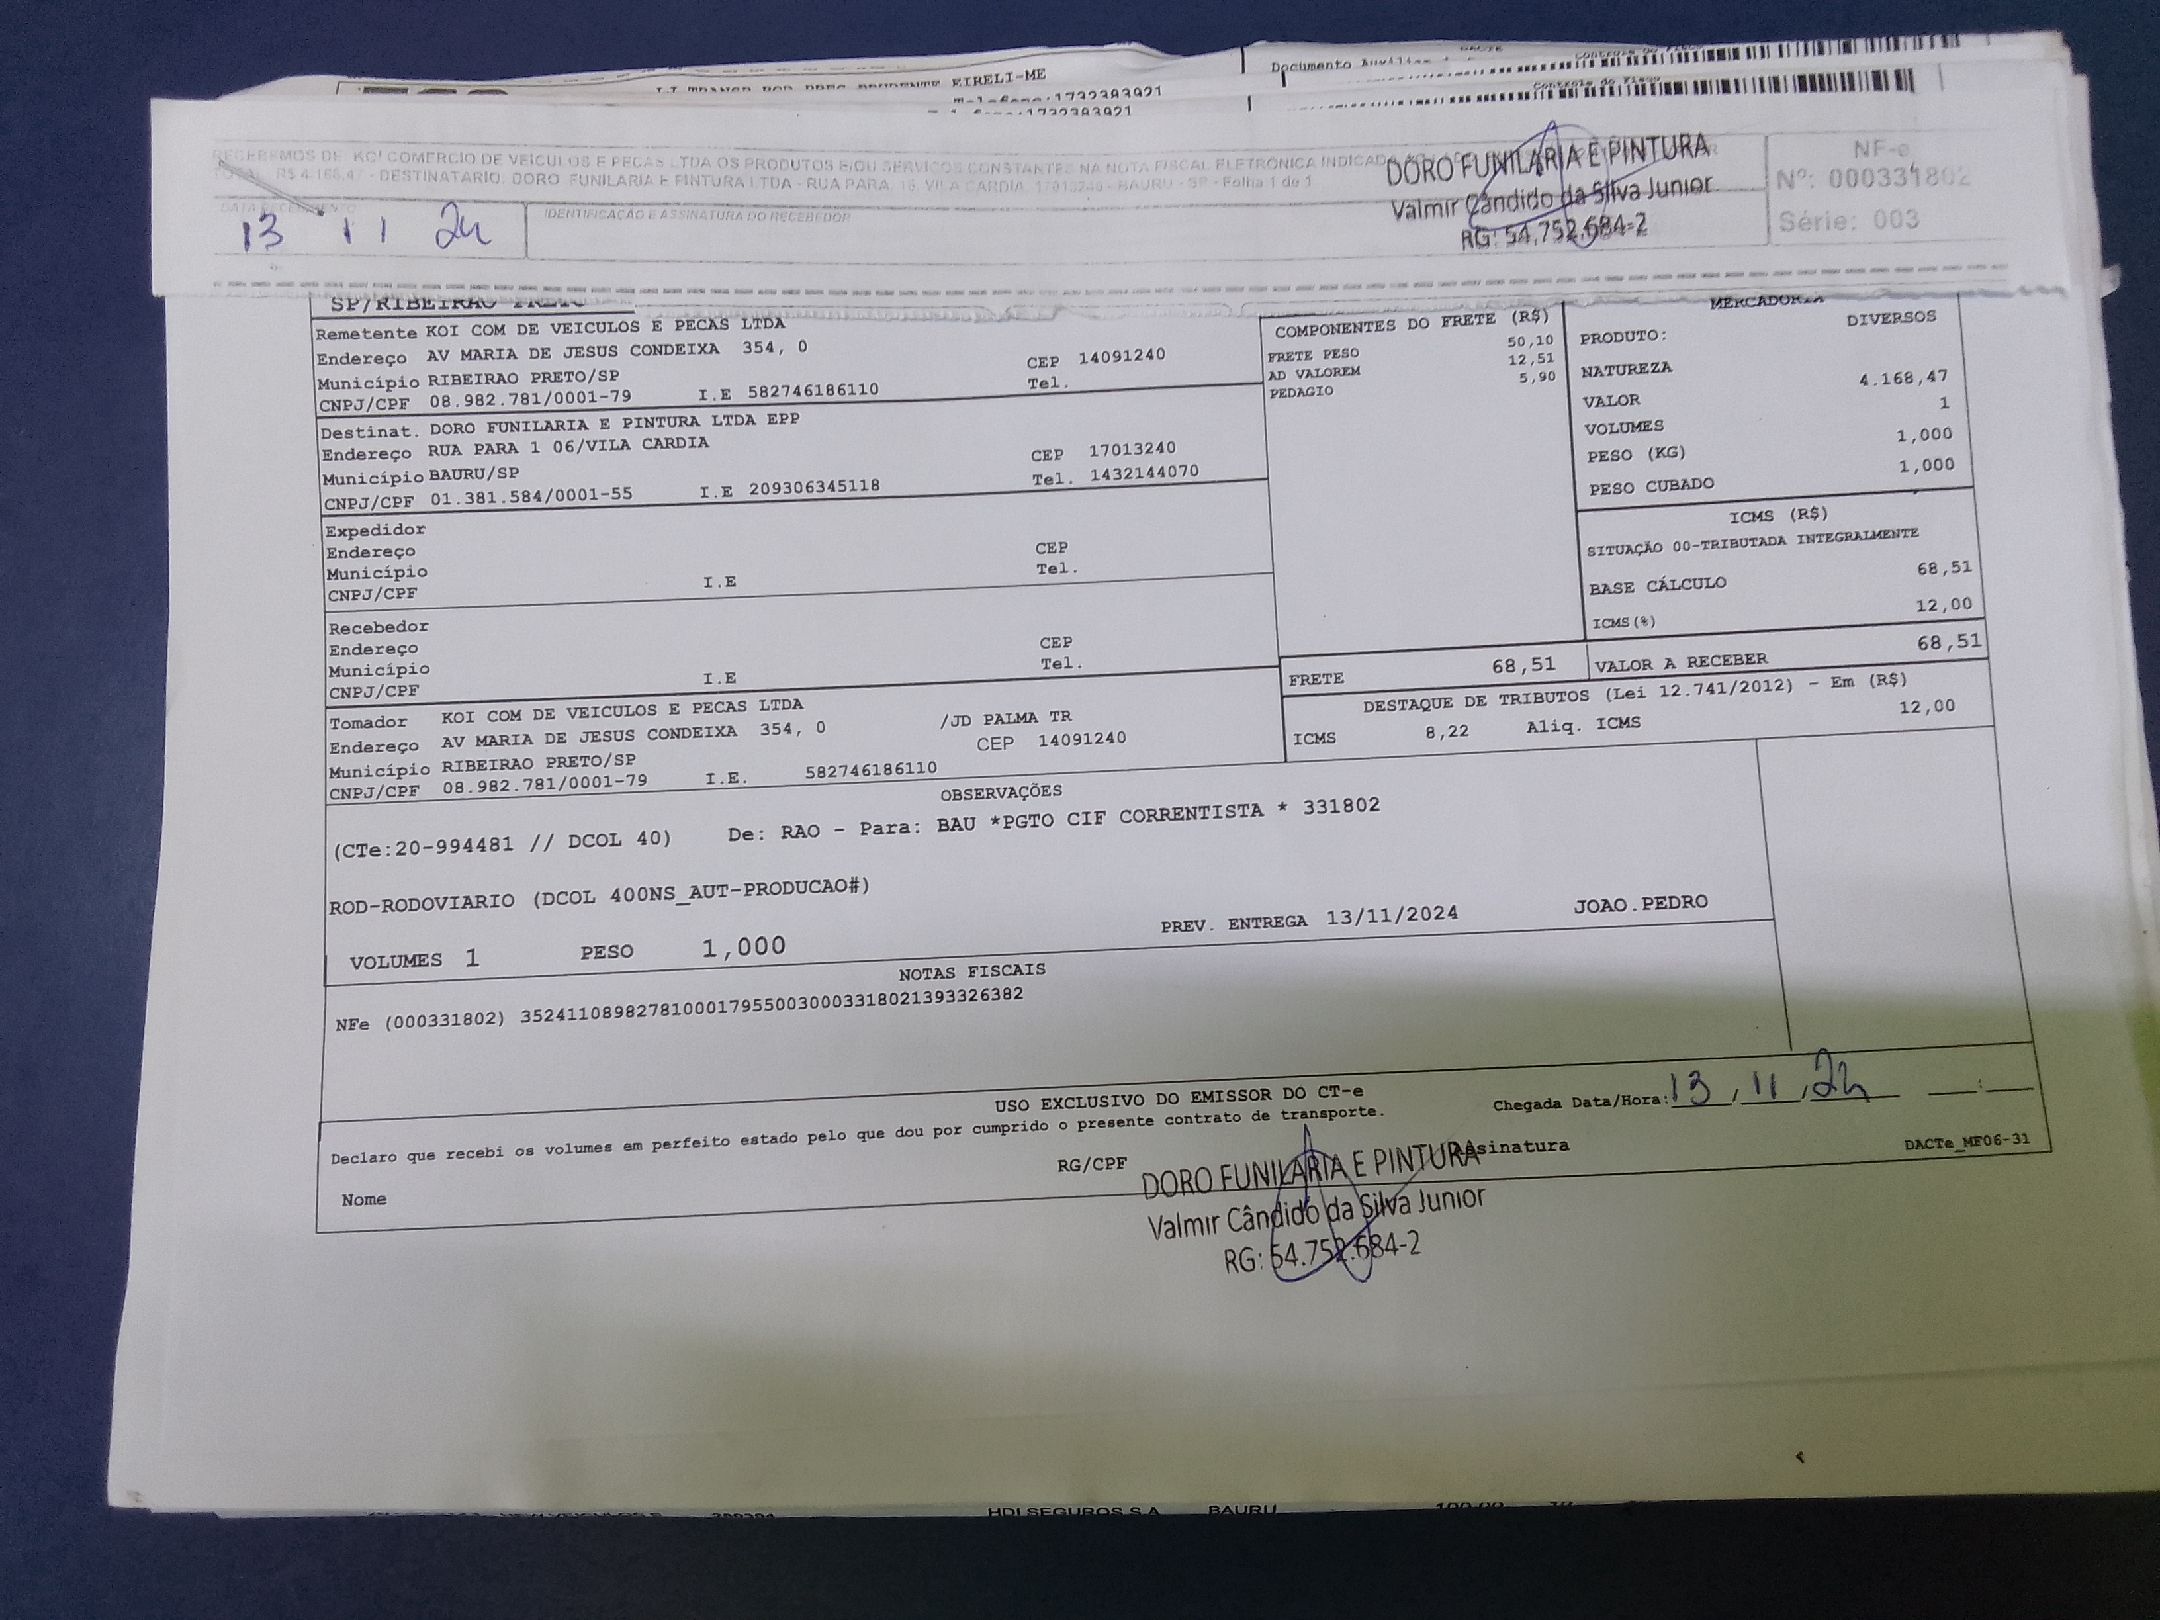 PRUDENTE EIRELI-ME
Telefone:1732393921
1732393921
DACTE
Documento
Controle do Fisco
RECEBEMOS DE KOI COMERCIO DE VEICULOS E PECAS LTDA OS PRODUTOS E/OU SERVICOS CONSTANTES NA NOTA FISCAL ELETRÔNICA INDICAD
TOTAL: R$ 4.168,47 - DESTINATARIO: DORO FUNILARIA E PINTURA LTDA - RUA PARA, 16, VILA CARDIA, 17013240 - BAURU - SP - Folha 1 de 1
DATA RECEBIMENTO
13 11 24
IDENTIFICAÇÃO E ASSINATURA DO RECEBEDOR
DORO FUNILARIA E PINTURA
Valmir Cândido da Silva Junior
RG: 54.752.684-2
NF-e
Nº: 000331802
Série: 003
SP/RIBEIRAO PRETO
Remetente KOI COM DE VEICULOS E PECAS LTDA
Endereço AV MARIA DE JESUS CONDEIXA 354, 0 CEP 14091240
Município RIBEIRAO PRETO/SP Tel.
CNPJ/CPF 08.982.781/0001-79 I.E 582746186110
Destinat. DORO FUNILARIA E PINTURA LTDA EPP
Endereço RUA PARA 1 06/VILA CARDIA CEP 17013240
Município BAURU/SP Tel. 1432144070
CNPJ/CPF 01.381.584/0001-55 I.E 209306345118
Expedidor
Endereço CEP
Município Tel.
CNPJ/CPF I.E
Recebedor
Endereço CEP
Município Tel.
CNPJ/CPF I.E
Tomador KOI COM DE VEICULOS E PECAS LTDA
Endereço AV MARIA DE JESUS CONDEIXA 354, 0 /JD PALMA TR
Município RIBEIRAO PRETO/SP CEP 14091240
CNPJ/CPF 08.982.781/0001-79 I.E. 582746186110
COMPONENTES DO FRETE (R$)
FRETE PESO 50,10
AD VALOREM 12,51
PEDAGIO 5,90
MERCADORIA
PRODUTO: DIVERSOS
NATUREZA
VALOR 4.168,47
VOLUMES 1
PESO (KG) 1,000
PESO CUBADO 1,000
ICMS (R$)
SITUAÇÃO 00-TRIBUTADA INTEGRALMENTE
BASE CÁLCULO 68,51
ICMS(%) 12,00
FRETE 68,51 VALOR A RECEBER 68,51
DESTAQUE DE TRIBUTOS (Lei 12.741/2012) - Em (R$)
ICMS 8,22 Aliq. ICMS 12,00
OBSERVAÇÕES
(CTe:20-994481 // DCOL 40) De: RAO - Para: BAU *PGTO CIF CORRENTISTA * 331802
ROD-RODOVIARIO (DCOL 400NS_AUT-PRODUCAO#)
VOLUMES 1 PESO 1,000 PREV. ENTREGA 13/11/2024 JOAO.PEDRO
NOTAS FISCAIS
NFe (000331802) 35241108982781000179550030003318021393326382
USO EXCLUSIVO DO EMISSOR DO CT-e
Declaro que recebi os volumes em perfeito estado pelo que dou por cumprido o presente contrato de transporte.
Chegada Data/Hora: 13 / 11 / 24 :
Nome RG/CPF Assinatura
DACTe_MF06-31
DORO FUNILARIA E PINTURA
Valmir Cândido da Silva Junior
RG: 54.752.684-2
HDI SEGUROS S.A BAURU